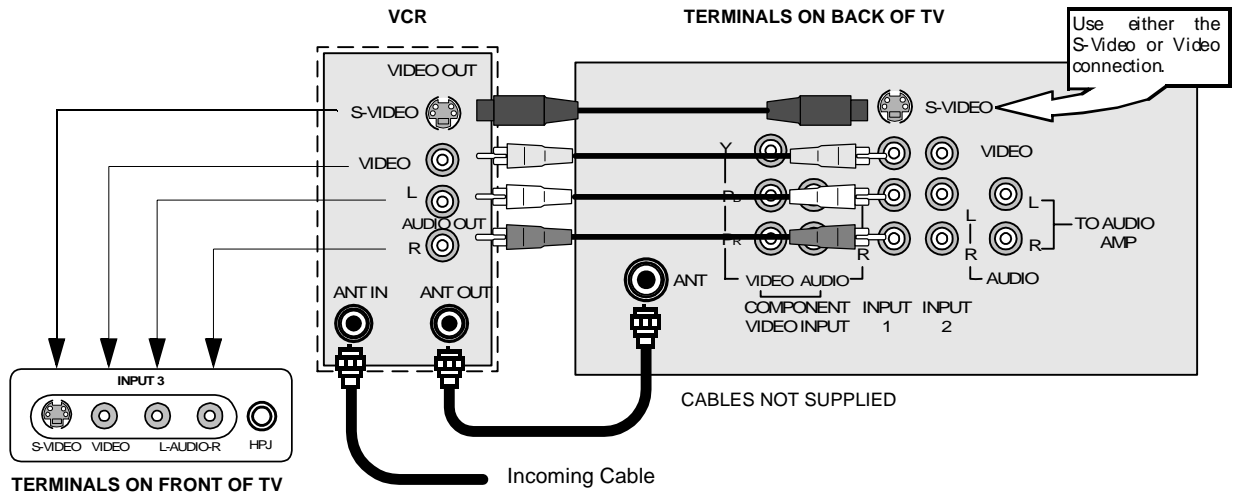 VCR
TERMINALS ON BACK OF TV
Use either the
S-Video or Video
connection.
VIDEO OUT
S-VIDEO
VIDEO
L
AUDIO OUT
R
ANT IN
ANT OUT
S-VIDEO
Y
VIDEO
PB
L
TO AUDIO
AMP
L
R
PR
R
R
AUDIO
ANT
VIDEO AUDIO
COMPONENT
VIDEO INPUT
INPUT
1
INPUT
2
CABLES NOT SUPPLIED
INPUT 3
S-VIDEO
VIDEO
L-AUDIO-R
HPJ
TERMINALS ON FRONT OF TV
Incoming Cable